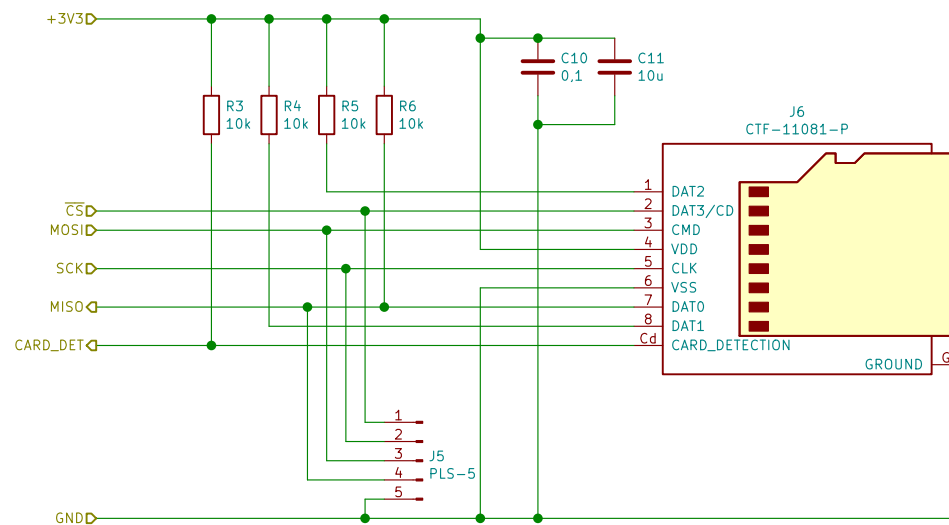 +3V3
C10
0,1
C11
10u
R3
10k
R4
10k
R5
10k
R6
10k
J6
CTF-11081-P
1 DAT2
CS 2 DAT3/CD
MOSI 3 CMD
4 VDD
SCK 5 CLK
6 VSS
MISO 7 DAT0
8 DAT1
CARD_DET Cd CARD_DETECTION
GROUND G
1
2
3
4
5
J5
PLS-5
GND